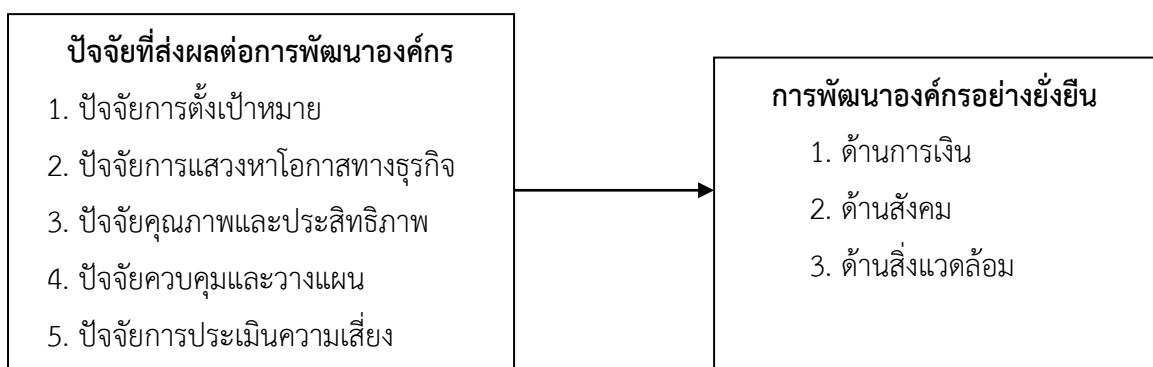 ปัจจัยที่ส่งผลต่อการพัฒนาองค์กร
1. ปัจจัยการตั้งเป้าหมาย
2. ปัจจัยการแสวงหาโอกาสทางธุรกิจ
3. ปัจจัยคุณภาพและประสิทธิภาพ
4. ปัจจัยควบคุมและวางแผน
5. ปัจจัยการประเมินความเสี่ยง
การพัฒนาองค์กรอย่างยั่งยืน
1. ด้านการเงิน
2. ด้านสังคม
3. ด้านสิ่งแวดล้อม